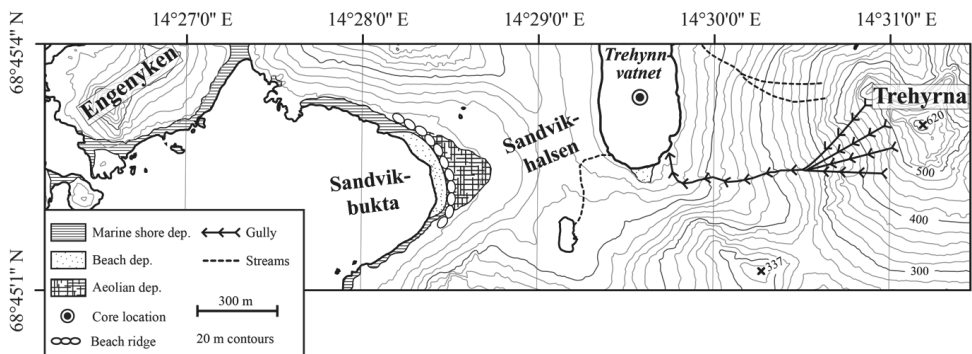 14°27'0" E
14°28'0" E
14°29'0" E
14°30'0" E
14°31'0" E
68°45'4" N
Engenyken
Trehynn-
vatnet
Trehyrna
620
Sandvik-
halsen
500
Sandvik-
bukta
400
337
300
68°45'1" N
Marine shore dep.
Gully
Beach dep.
Streams
Aeolian dep.
300 m
Core location
Beach ridge
20 m contours